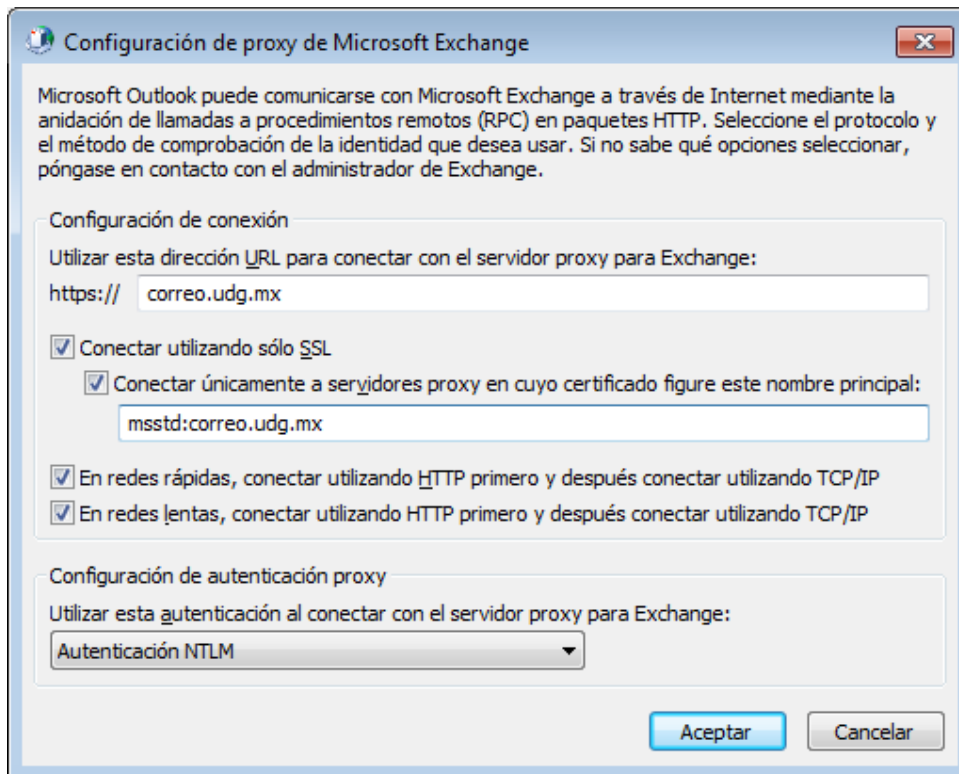 Configuración de proxy de Microsoft Exchange
Microsoft Outlook puede comunicarse con Microsoft Exchange a través de Internet mediante la
anidación de llamadas a procedimientos remotos (RPC) en paquetes HTTP. Seleccione el protocolo y
el método de comprobación de la identidad que desea usar. Si no sabe qué opciones seleccionar,
póngase en contacto con el administrador de Exchange.
Configuración de conexión
Utilizar esta dirección URL para conectar con el servidor proxy para Exchange:
https:// correo.udg.mx
Conectar utilizando sólo SSL
Conectar únicamente a servidores proxy en cuyo certificado figure este nombre principal:
msstd:correo.udg.mx
En redes rápidas, conectar utilizando HTTP primero y después conectar utilizando TCP/IP
En redes lentas, conectar utilizando HTTP primero y después conectar utilizando TCP/IP
Configuración de autenticación proxy
Utilizar esta autenticación al conectar con el servidor proxy para Exchange:
Autenticación NTLM
Aceptar Cancelar